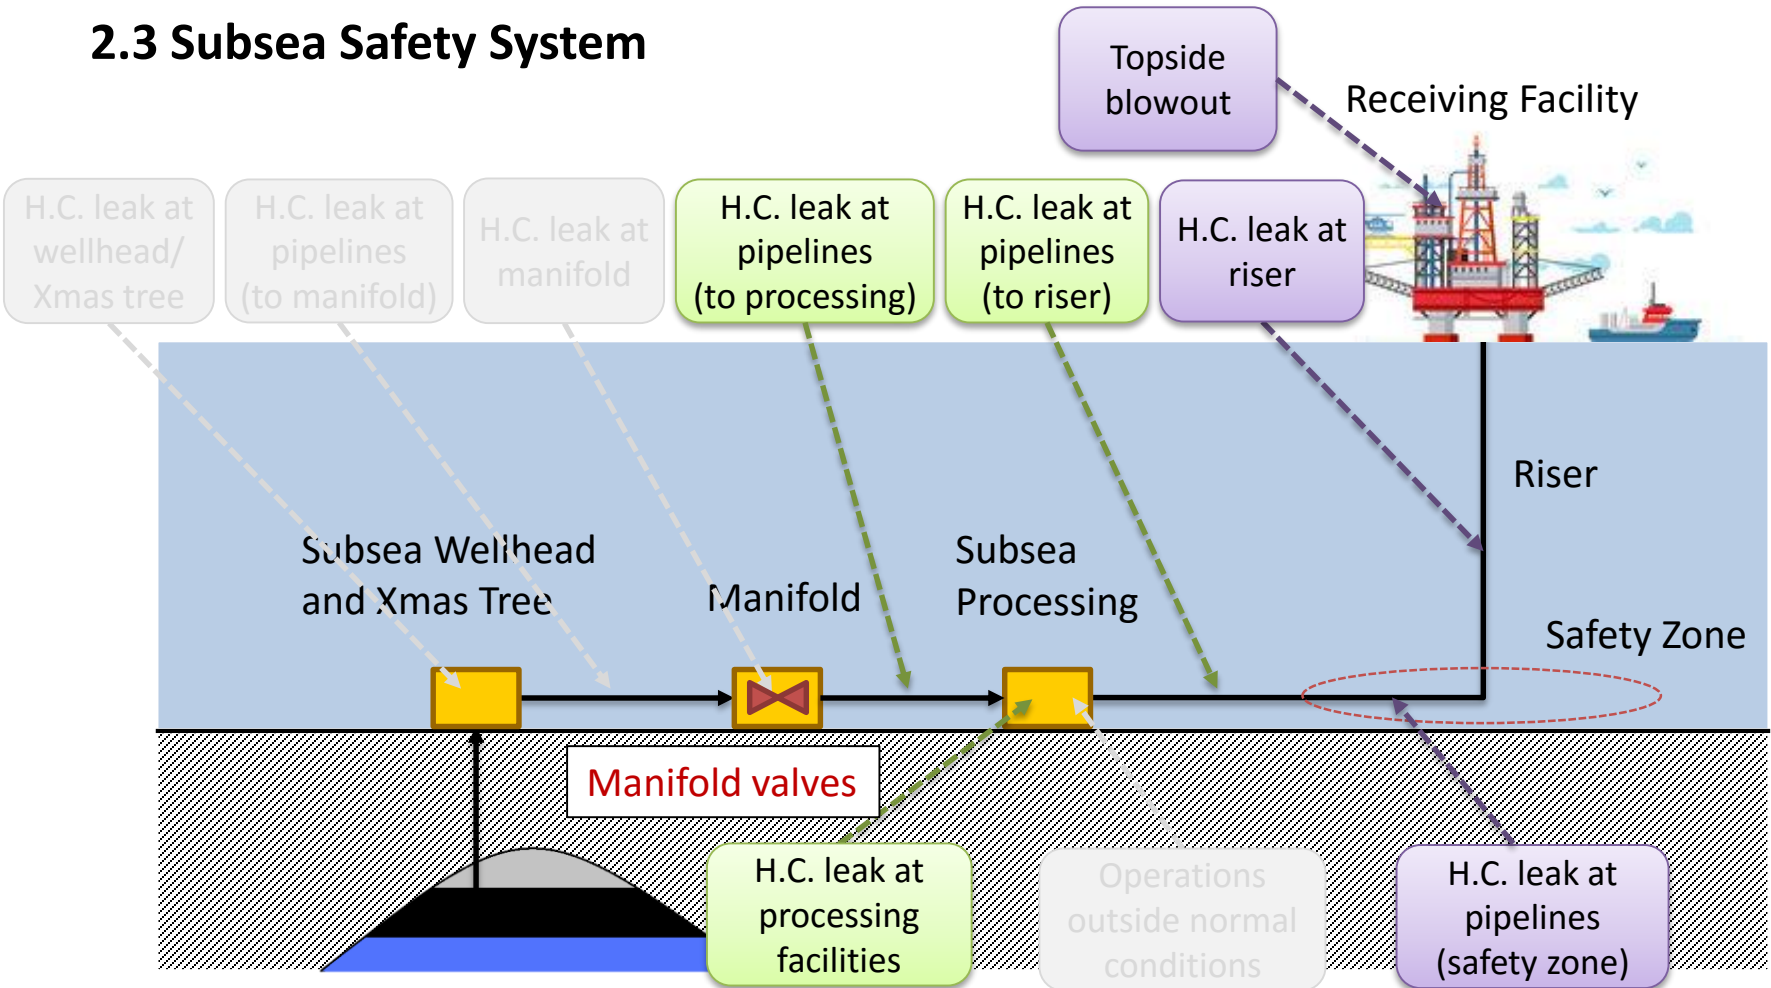 2.3 Subsea Safety System
Topside
blowout
Receiving Facility
H.C. leak at
wellhead/
Xmas tree
H.C. leak at
pipelines
(to manifold)
H.C. leak at
manifold
H.C. leak at
pipelines
(to processing)
H.C. leak at
pipelines
(to riser)
H.C. leak at
riser
Riser
Subsea Wellhead
and Xmas Tree
Manifold
Subsea
Processing
Safety Zone
Manifold valves
H.C. leak at
processing
facilities
Operations
outside normal
conditions
H.C. leak at
pipelines
(safety zone)